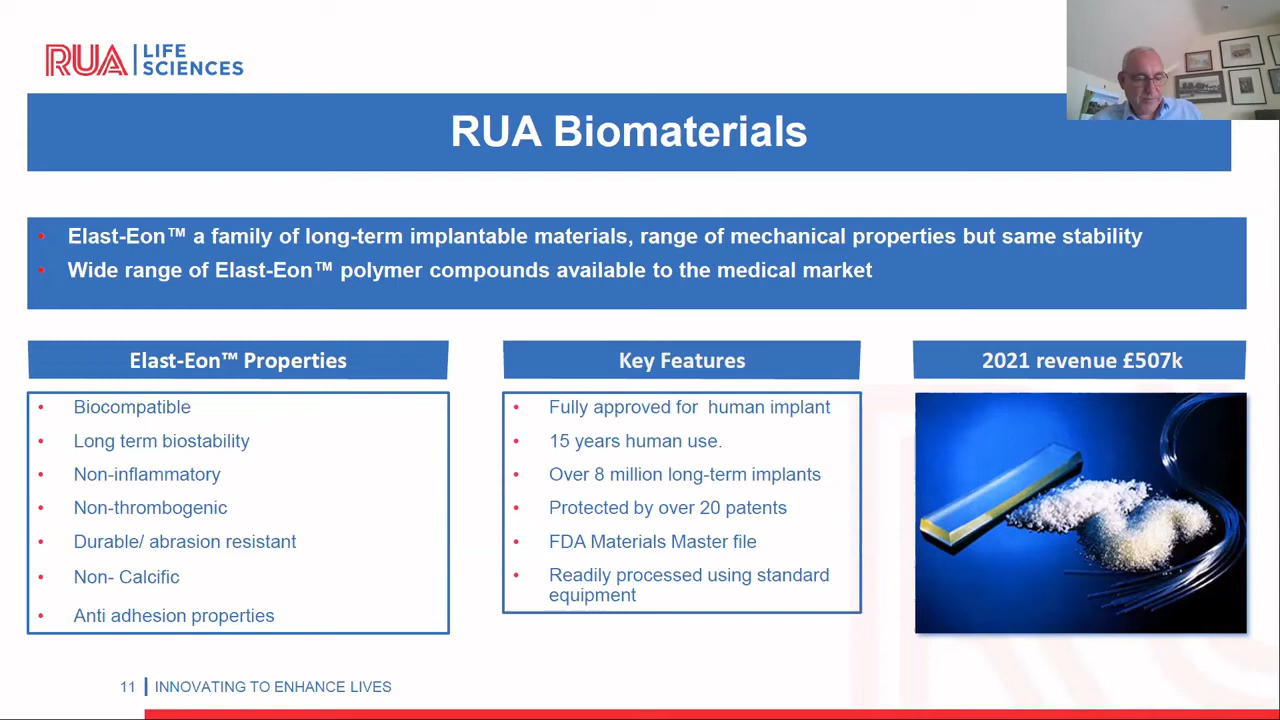 RUA LIFE SCIENCES
RUA Biomaterials
• Elast-Eon™ a family of long-term implantable materials, range of mechanical properties but same stability
• Wide range of Elast-Eon™ polymer compounds available to the medical market
Elast-Eon™ Properties
• Biocompatible
• Long term biostability
• Non-inflammatory
• Non-thrombogenic
• Durable/ abrasion resistant
• Non- Calcific
• Anti adhesion properties
Key Features
• Fully approved for human implant
• 15 years human use.
• Over 8 million long-term implants
• Protected by over 20 patents
• FDA Materials Master file
• Readily processed using standard
equipment
2021 revenue £507k
11 INNOVATING TO ENHANCE LIVES